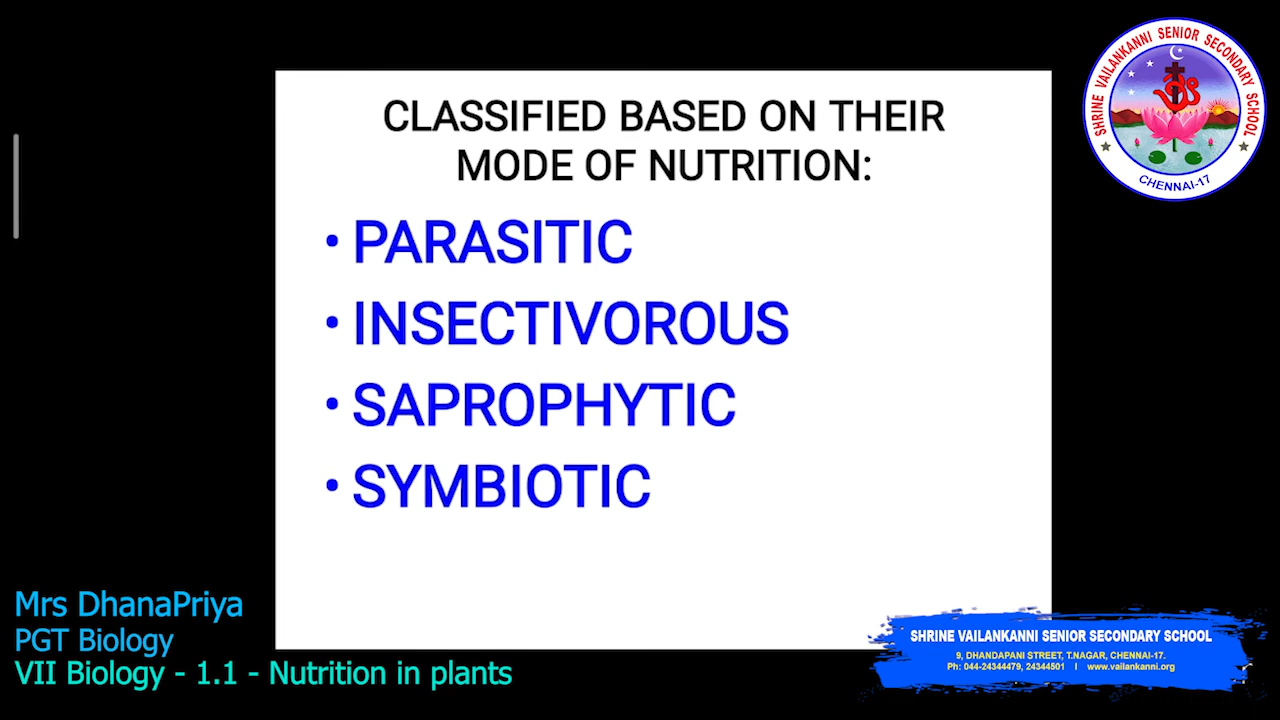 CLASSIFIED BASED ON THEIR
MODE OF NUTRITION:
• PARASITIC
• INSECTIVOROUS
• SAPROPHYTIC
• SYMBIOTIC
SHRINE VAILANKANNI SENIOR SECONDARY SCHOOL
CHENNAI-17
Mrs DhanaPriya
PGT Biology
VII Biology - 1.1 - Nutrition in plants
SHRINE VAILANKANNI SENIOR SECONDARY SCHOOL
9, DHANDAPANI STREET, T.NAGAR, CHENNAI-17.
Ph: 044-24344479, 24344501 I www.vailankanni.org